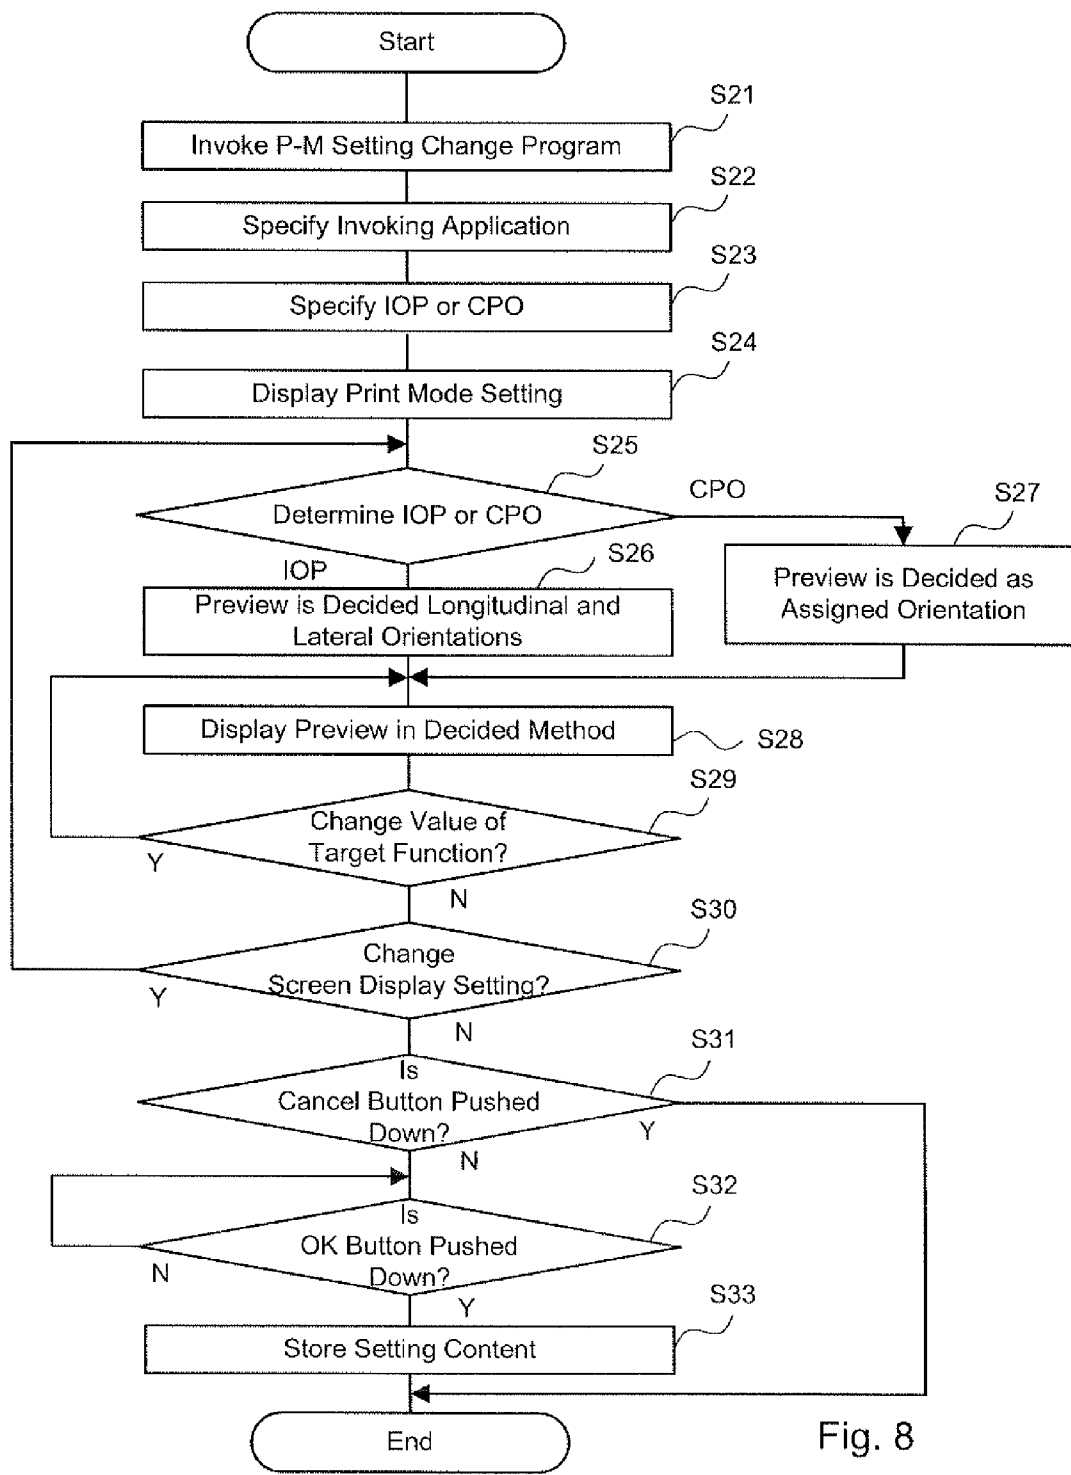 Start
S21
Invoke P-M Setting Change Program
S22
Specify Invoking Application
S23
Specify IOP or CPO
S24
Display Print Mode Setting
S25
Determine IOP or CPO
CPO
S27
IOP
S26
Preview is Decided Longitudinal and
Lateral Orientations
Preview is Decided as
Assigned Orientation
Display Preview in Decided Method
S28
S29
Change Value of
Target Function?
Y
N
S30
Change
Screen Display Setting?
Y
N
S31
Is
Cancel Button Pushed
Down?
Y
N
S32
Is
OK Button Pushed
Down?
N
Y
S33
Store Setting Content
End
Fig. 8